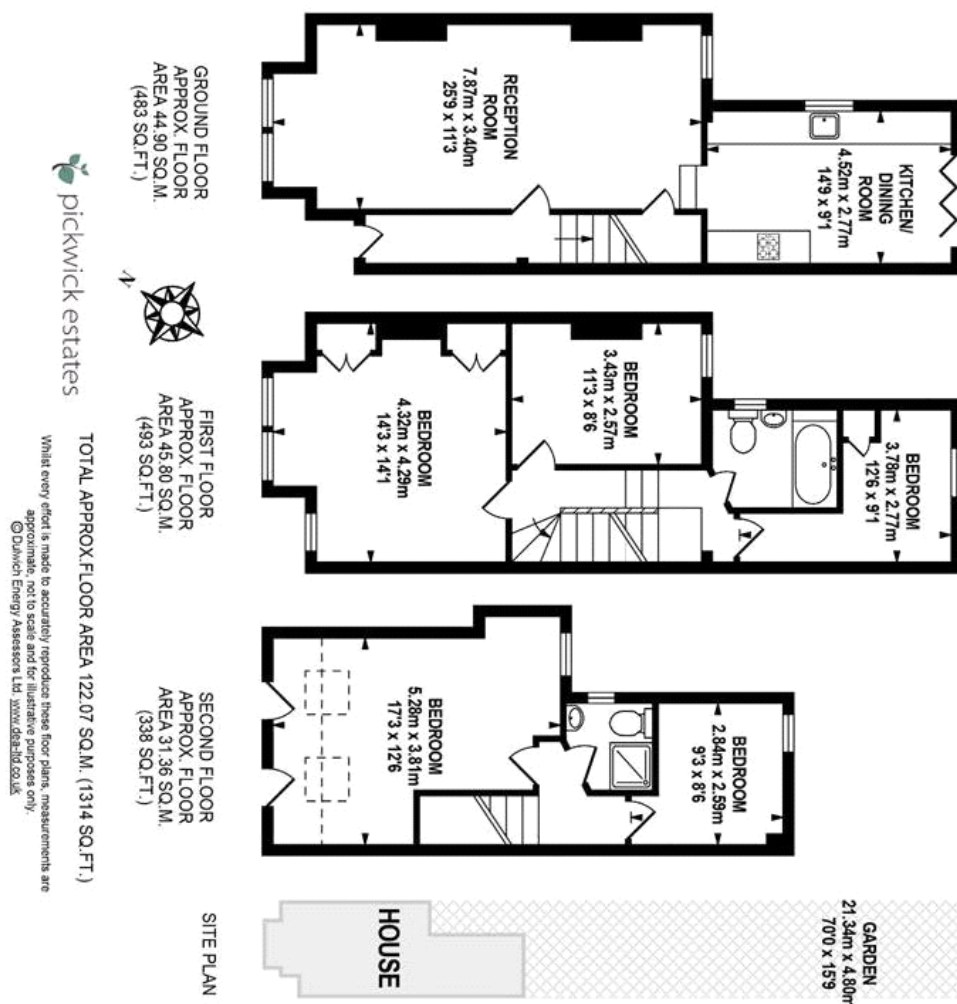 RECEPTION
ROOM
7.87m x 3.40m
25'9 x 11'3
KITCHEN/
DINING
ROOM
4.52m x 2.77m
14'9 x 9'1
GROUND FLOOR
APPROX. FLOOR
AREA 44.90 SQ.M.
(483 SQ.FT.)
BEDROOM
4.32m x 4.29m
14'3 x 14'1
BEDROOM
3.43m x 2.57m
11'3 x 8'6
BEDROOM
3.78m x 2.77m
12'6 x 9'1
FIRST FLOOR
APPROX. FLOOR
AREA 45.80 SQ.M.
(493 SQ.FT.)
BEDROOM
5.28m x 3.81m
17'3 x 12'6
BEDROOM
2.84m x 2.59m
9'3 x 8'6
SECOND FLOOR
APPROX. FLOOR
AREA 31.36 SQ.M.
(338 SQ.FT.)
GARDEN
21.34m x 4.80m
70'0 x 15'9
HOUSE
SITE PLAN
N
pickwick estates
TOTAL APPROX.FLOOR AREA 122.07 SQ.M. (1314 SQ.FT.)
Whilst every effort is made to accurately reproduce these floor plans, measurements are
approximate, not to scale and for illustrative purposes only.
© Dulwich Energy Assessors Ltd. www.dea-ltd.co.uk